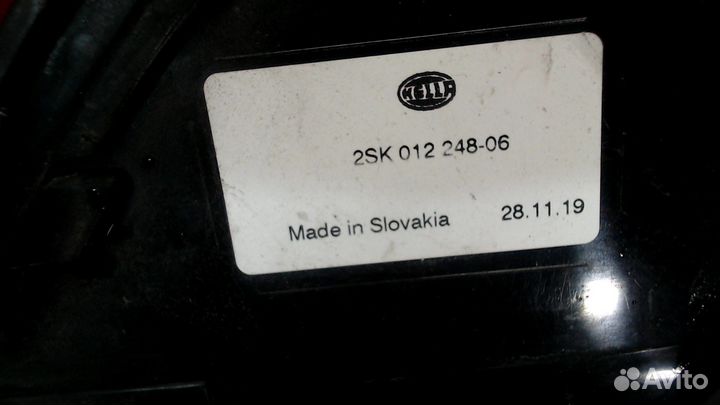 HELLA
2SK 012 248-06
Made in Slovakia 28.11.19
Avito